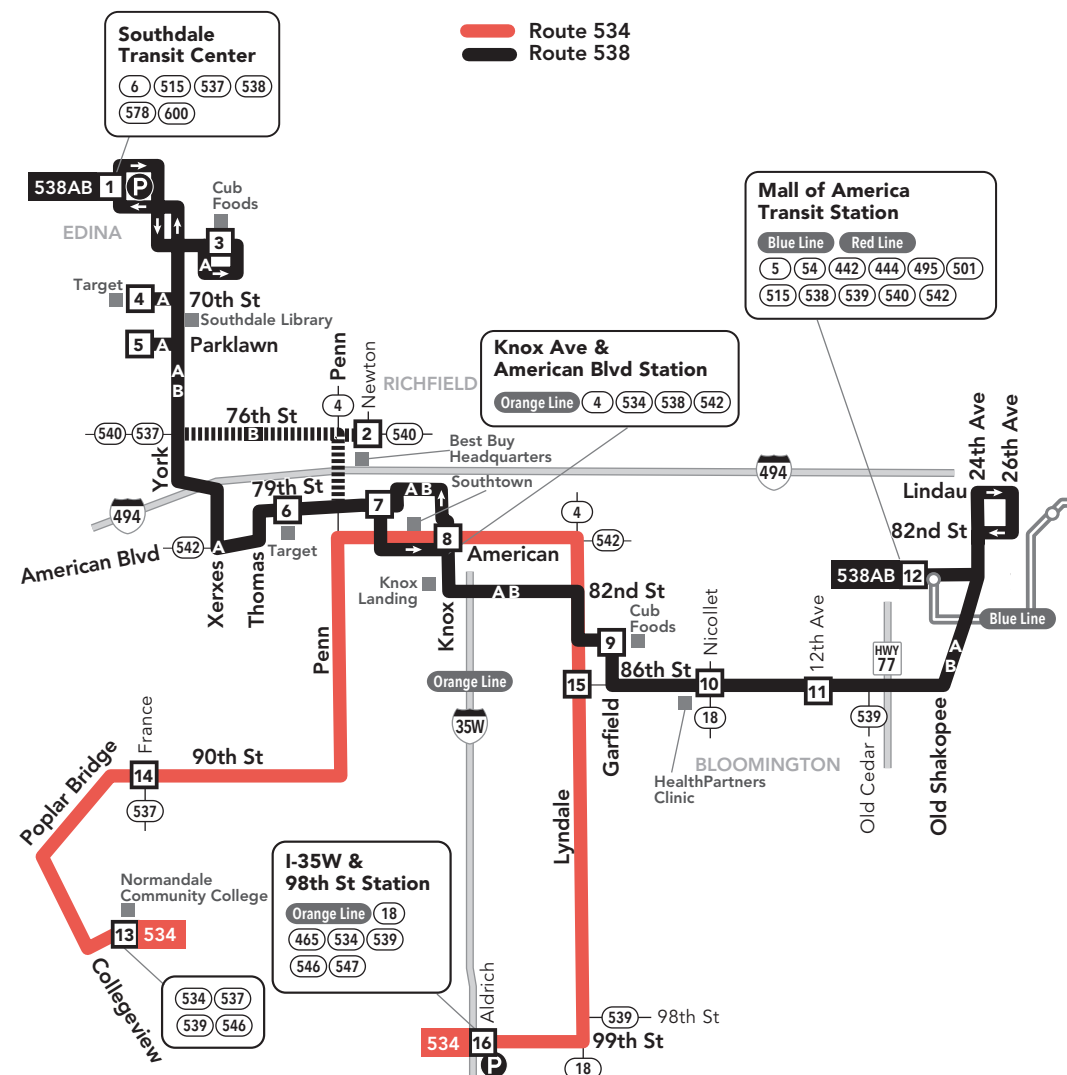 Route 534
Route 538
Southdale
Transit Center
6 515 537 538
578 600
538AB 1 P
EDINA
Cub
Foods
3
A
Target
4 A 70th St
Southdale Library
5 A Parklawn
A
B
Mall of America
Transit Station
Blue Line Red Line
5 54 442 444 495 501
515 538 539 540 542
Knox Ave &
American Blvd Station
Orange Line 4 534 538 542
Penn
Newton
RICHFIELD
4
76th St
540 537 B 2 540
Best Buy
Headquarters
Southtown
York
494
494
79th St
6
7
A B
8
Target
4
542
American
American Blvd
542 A
Xerxes
Thomas
Knox
Landing
Knox
A B
82nd St
Cub
Foods
9
24th Ave
26th Ave
Lindau
82nd St
538AB 12
Blue Line
A
B
HWY
77
Nicollet
12th Ave
86th St
10
11
18
539
15
Garfield
HealthPartners
Clinic
BLOOMINGTON
Old Cedar
Old Shakopee
Orange Line
35W
Penn
Lyndale
France
90th St
14
537
Poplar Bridge
Normandale
Community College
13 534
Collegeview
534 537
539 546
I-35W &
98th St Station
Orange Line 18
465 534 539
546 547
Aldrich
534 16
P
539 98th St
99th St
18